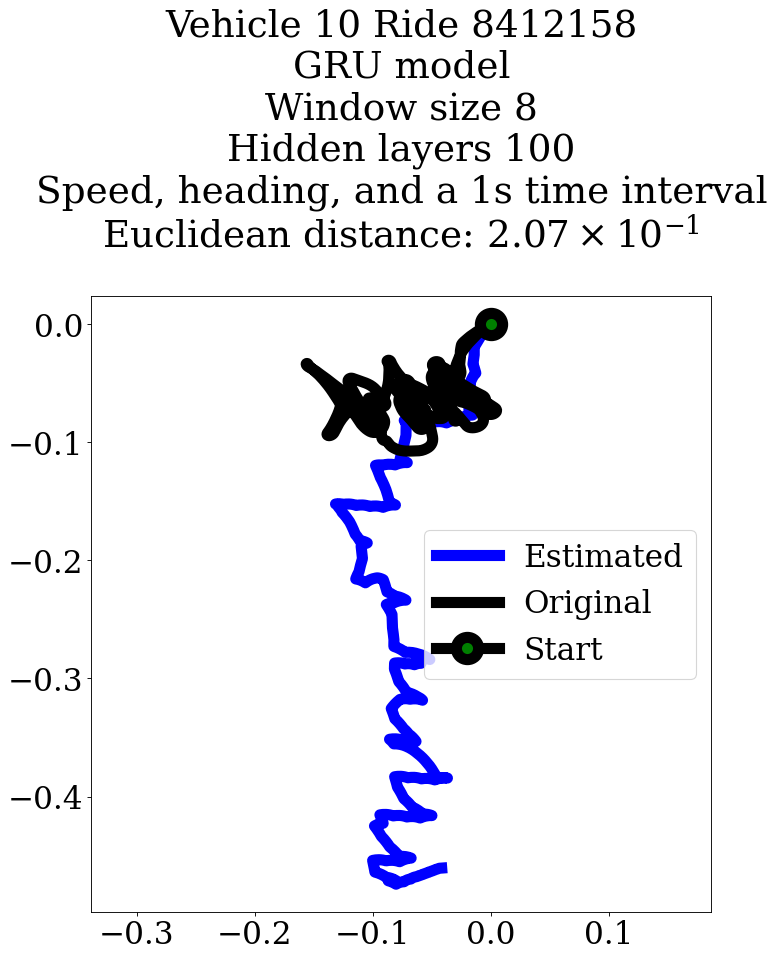 Vehicle 10 Ride 8412158
GRU model
Window size 8
Hidden layers 100
Speed, heading, and a 1s time interval
Euclidean distance: 2.07 × 10⁻¹
0.0
−0.1
−0.2
−0.3
−0.4
Estimated
Original
Start
−0.3 −0.2 −0.1 0.0 0.1